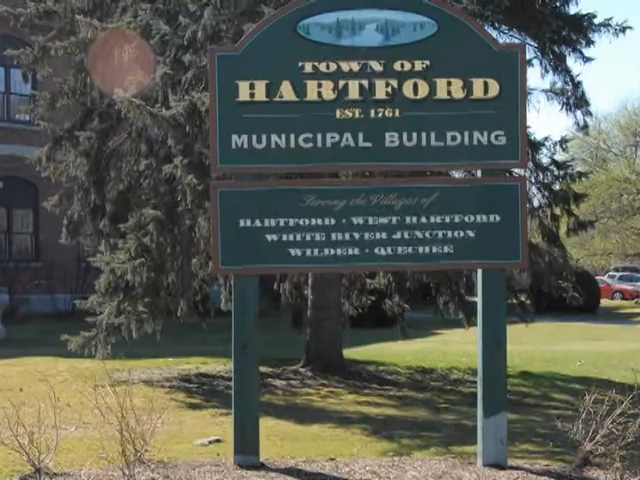 TOWN OF
HARTFORD
EST. 1761
MUNICIPAL BUILDING
Serving the Villages of
HARTFORD • WEST HARTFORD
WHITE RIVER JUNCTION
WILDER • QUECHEE